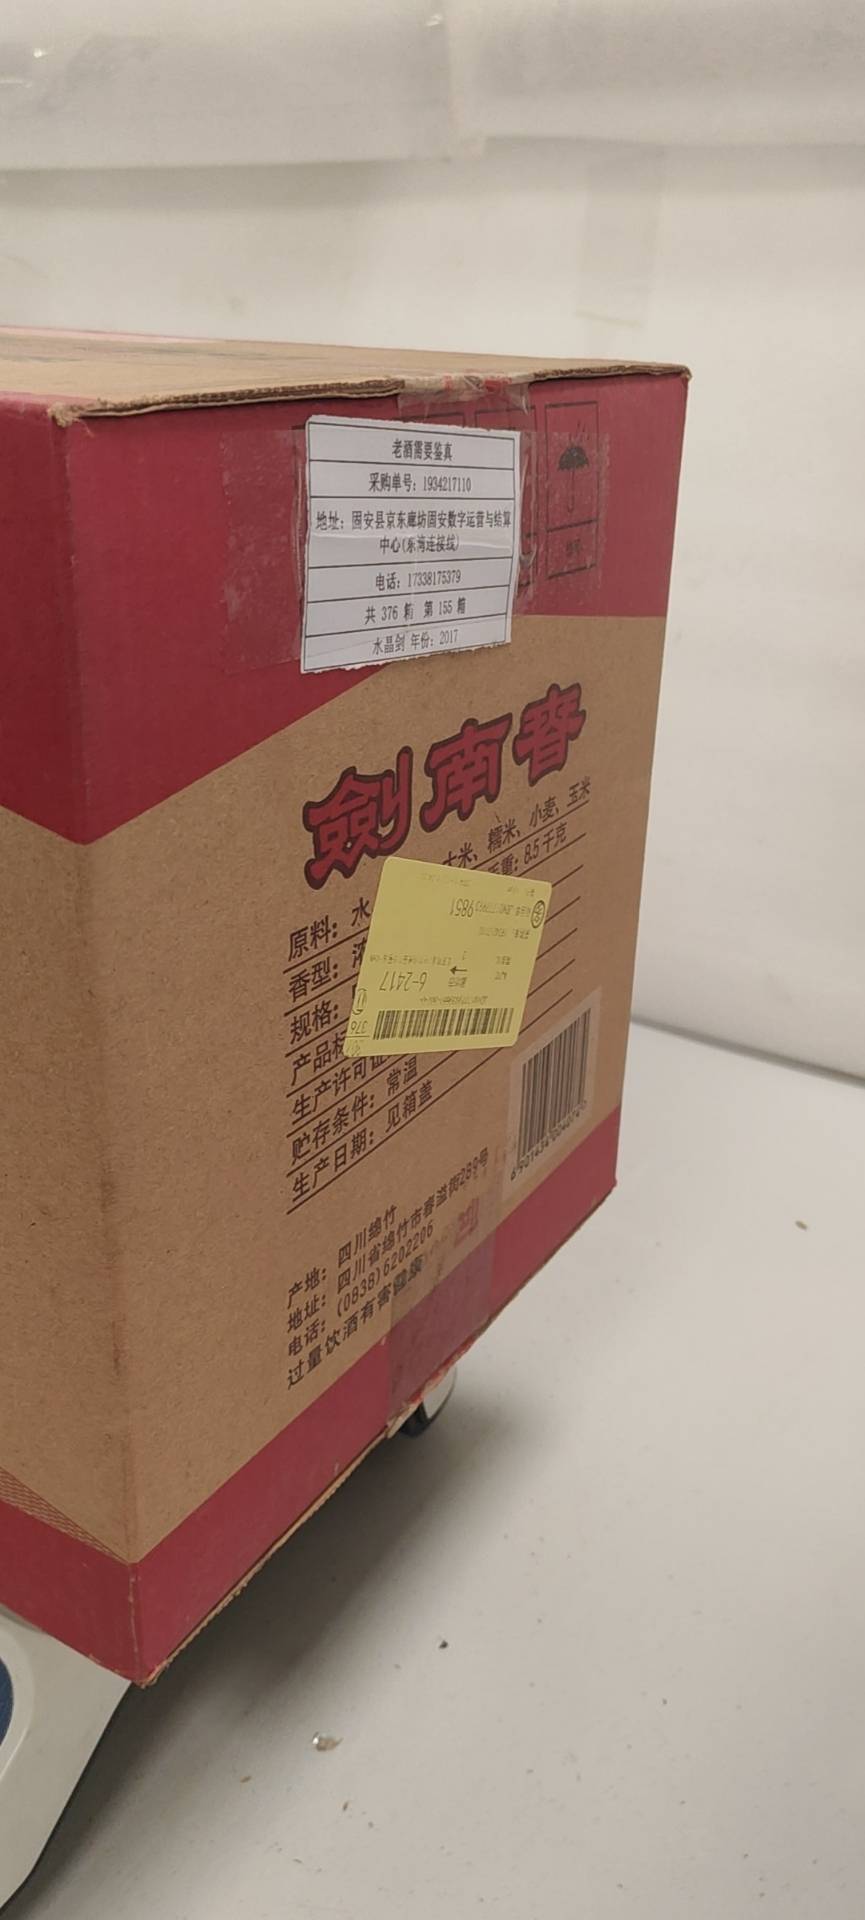 老酒需要鉴真
采购单号：1934217110
地址：固安县京东廊坊固安数字运营与结算
中心(东湾连接线)
电话：17338175379
共 376 箱 第 155 箱
水晶剑 年份：2017
劍南春
原料：水
米、糯米、小麦、玉米
香型：浓
重：8.5千克
规格：
产品标
生产许可证
贮存条件：常温
生产日期：见箱盖
9851
6-2417
376
产地：四川绵竹
地址：四川省绵竹市春溢街289号
电话：(0838)6202206
过量饮酒有害健康